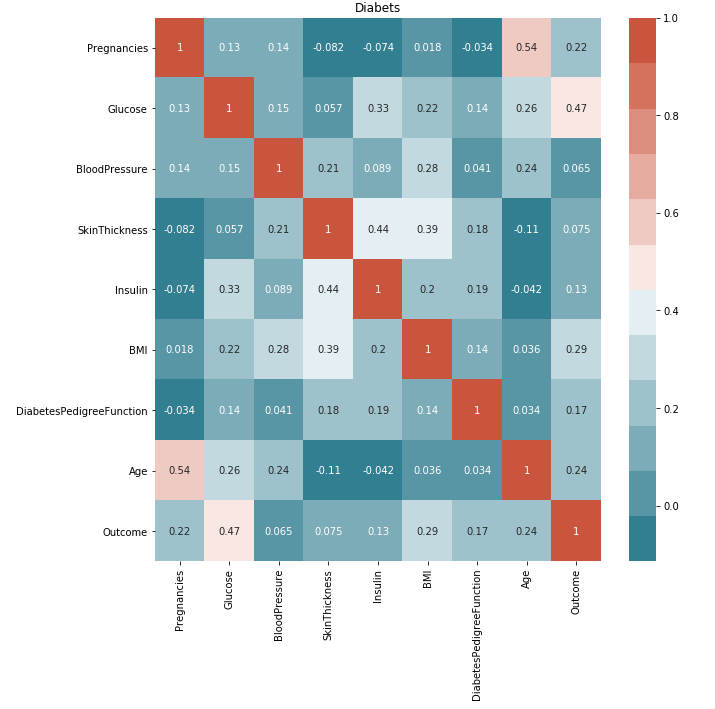 Diabets
Pregnancies 1 0.13 0.14 -0.082 -0.074 0.018 -0.034 0.54 0.22
Glucose 0.13 1 0.15 0.057 0.33 0.22 0.14 0.26 0.47
BloodPressure 0.14 0.15 1 0.21 0.089 0.28 0.041 0.24 0.065
SkinThickness -0.082 0.057 0.21 1 0.44 0.39 0.18 -0.11 0.075
Insulin -0.074 0.33 0.089 0.44 1 0.2 0.19 -0.042 0.13
BMI 0.018 0.22 0.28 0.39 0.2 1 0.14 0.036 0.29
DiabetesPedigreeFunction -0.034 0.14 0.041 0.18 0.19 0.14 1 0.034 0.17
Age 0.54 0.26 0.24 -0.11 -0.042 0.036 0.034 1 0.24
Outcome 0.22 0.47 0.065 0.075 0.13 0.29 0.17 0.24 1
Pregnancies
Glucose
BloodPressure
SkinThickness
Insulin
BMI
DiabetesPedigreeFunction
Age
Outcome
1.0
0.8
0.6
0.4
0.2
0.0